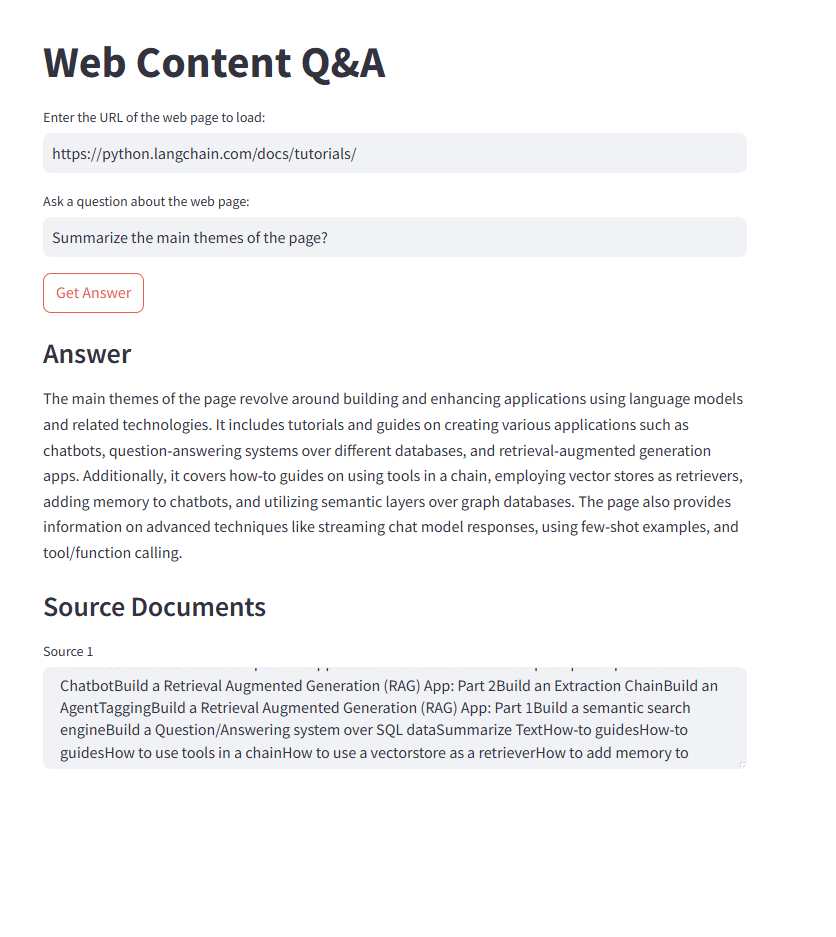 Web Content Q&A
Enter the URL of the web page to load:
https://python.langchain.com/docs/tutorials/
Ask a question about the web page:
Summarize the main themes of the page?
Get Answer
Answer
The main themes of the page revolve around building and enhancing applications using language models
and related technologies. It includes tutorials and guides on creating various applications such as
chatbots, question-answering systems over different databases, and retrieval-augmented generation
apps. Additionally, it covers how-to guides on using tools in a chain, employing vector stores as retrievers,
adding memory to chatbots, and utilizing semantic layers over graph databases. The page also provides
information on advanced techniques like streaming chat model responses, using few-shot examples, and
tool/function calling.
Source Documents
Source 1
ChatbotBuild a Retrieval Augmented Generation (RAG) App: Part 2Build an Extraction ChainBuild an
AgentTaggingBuild a Retrieval Augmented Generation (RAG) App: Part 1Build a semantic search
engineBuild a Question/Answering system over SQL dataSummarize TextHow-to guidesHow-to
guidesHow to use tools in a chainHow to use a vectorstore as a retrieverHow to add memory to